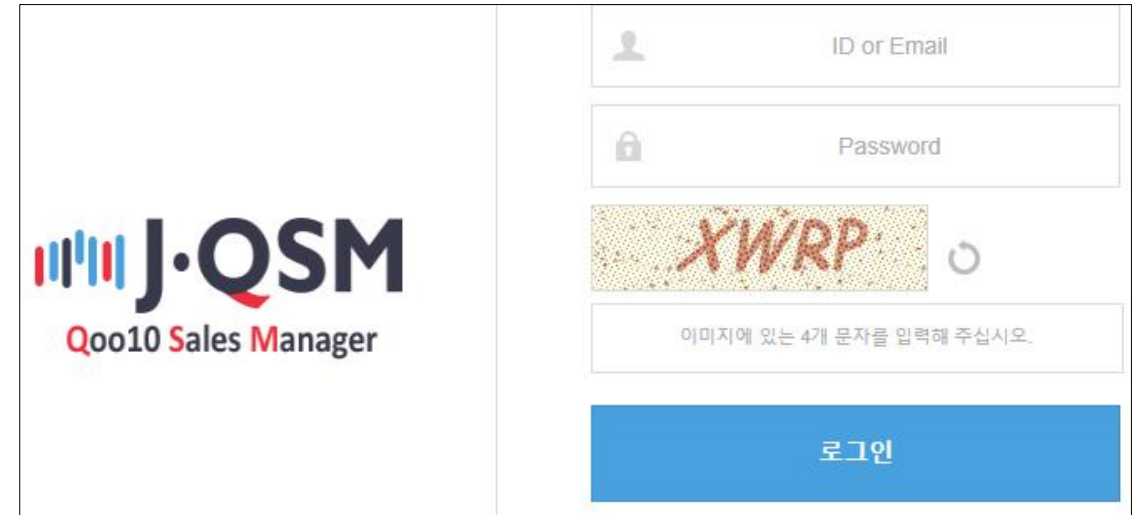 ID or Email
Password
XWRP
J·QSM
Qoo10 Sales Manager
이미지에 있는 4개 문자를 입력해 주십시오.
로그인